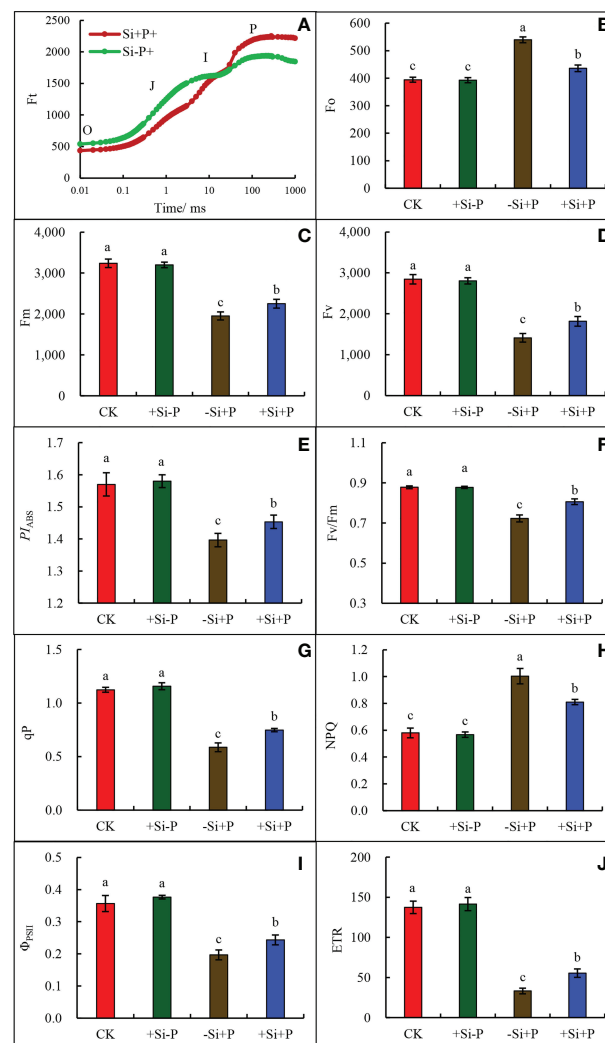 A
Si+P+
Si-P+
P
I
J
O
Ft
2500
2000
1500
1000
500
0
0.01 0.1 1 10 100 1000
Time/ ms
B
Fo
600
500
400
300
200
100
0
c c a b
CK +Si-P -Si+P +Si+P
C
Fm
4,000
3,000
2,000
1,000
0
a a c b
CK +Si-P -Si+P +Si+P
D
Fv
4,000
3,000
2,000
1,000
0
a a c b
CK +Si-P -Si+P +Si+P
E
PI_ABS
1.7
1.6
1.5
1.4
1.3
1.2
a a c b
CK +Si-P -Si+P +Si+P
F
Fv/Fm
1.1
0.9
0.7
0.5
0.3
a a c b
CK +Si-P -Si+P +Si+P
G
qP
1.5
1.0
0.5
0.0
a a c b
CK +Si-P -Si+P +Si+P
H
NPQ
1.2
1.0
0.8
0.6
0.4
0.2
0.0
c c a b
CK +Si-P -Si+P +Si+P
I
Φ_PSII
0.5
0.4
0.3
0.2
0.1
0.0
a a c b
CK +Si-P -Si+P +Si+P
J
ETR
200
150
100
50
0
a a c b
CK +Si-P -Si+P +Si+P